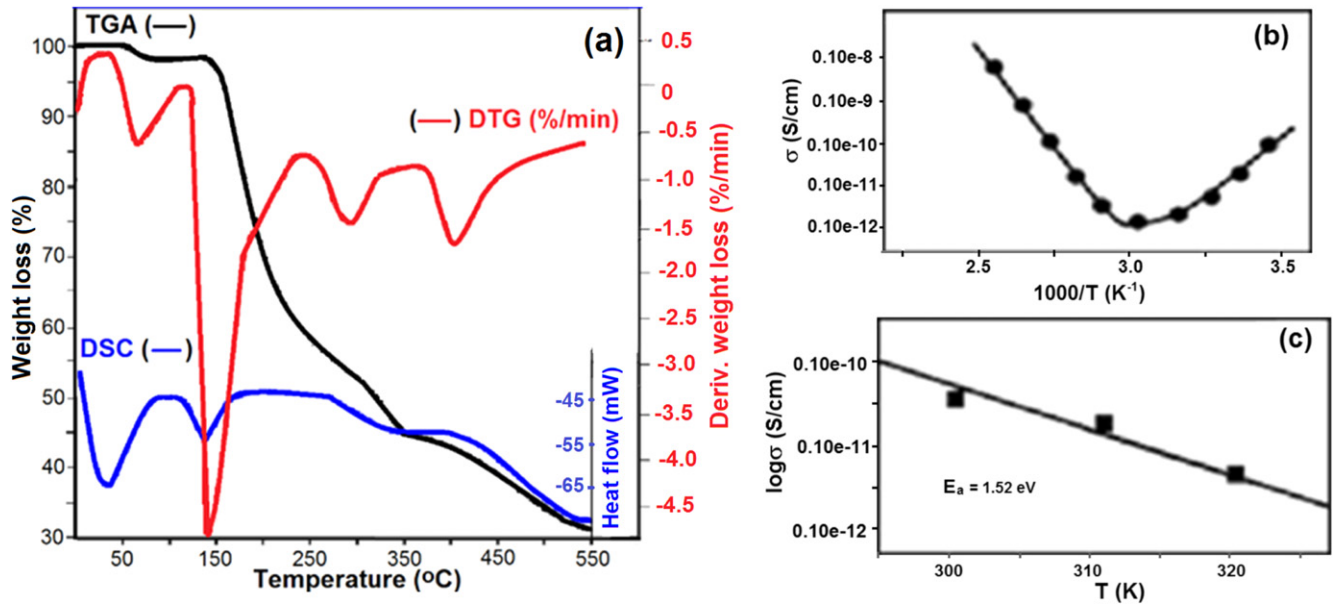 TGA (—)
(a)
(—) DTG (%/min)
DSC (—)
Weight loss (%)
100
90
80
70
60
50
40
30
50
150
250
350
450
550
Temperature (ºC)
-45
-55
-65
Heat flow (mW)
0.5
0
-0.5
-1.0
-1.5
-2.0
-2.5
-3.0
-3.5
-4.0
-4.5
Deriv. weight loss (%/min)
(b)
σ (S/cm)
0.10e-8
0.10e-9
0.10e-10
0.10e-11
0.10e-12
2.5
3.0
3.5
1000/T (K⁻¹)
(c)
logσ (S/cm)
0.10e-10
0.10e-11
0.10e-12
Eₐ = 1.52 eV
300
310
320
T (K)